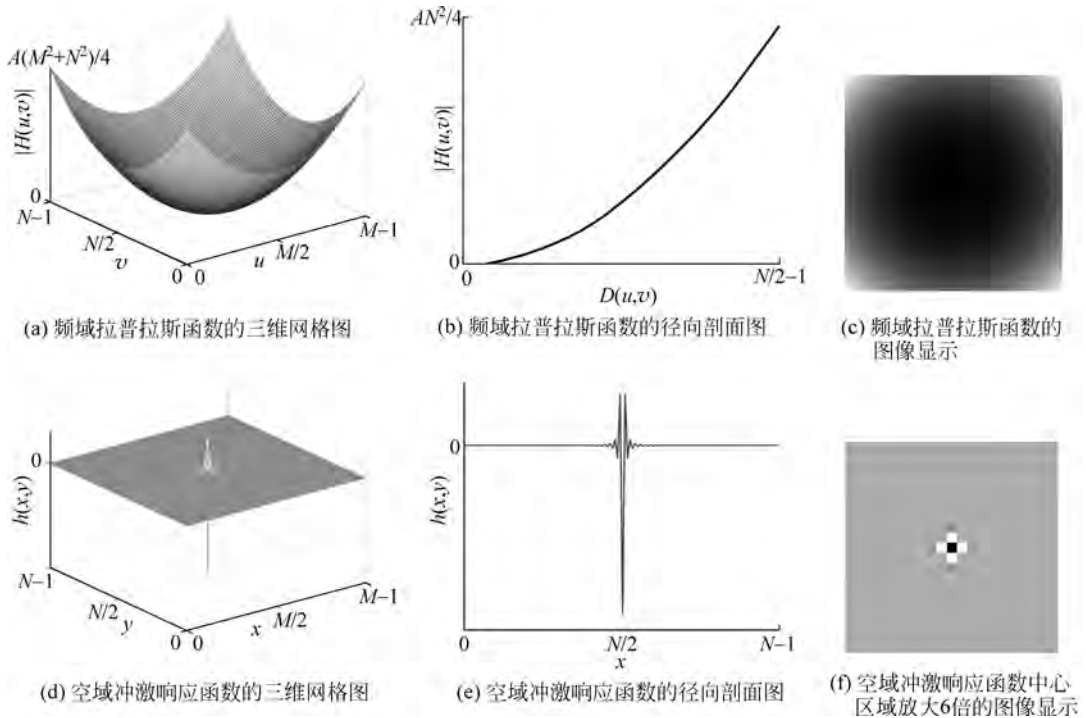 A(M²+N²)/4
|H(u,v)|
0
N−1
N/2
v
0
0
u
M/2
M−1
(a) 频域拉普拉斯函数的三维网格图
AN²/4
|H(u,v)|
0
0
N/2−1
D(u,v)
(b) 频域拉普拉斯函数的径向剖面图
(c) 频域拉普拉斯函数的
图像显示
0
h(x,y)
N−1
N/2
y
0
0
x
M/2
M−1
(d) 空域冲激响应函数的三维网格图
0
h(x,y)
0
N/2
N−1
x
(e) 空域冲激响应函数的径向剖面图
(f) 空域冲激响应函数中心
区域放大6倍的图像显示